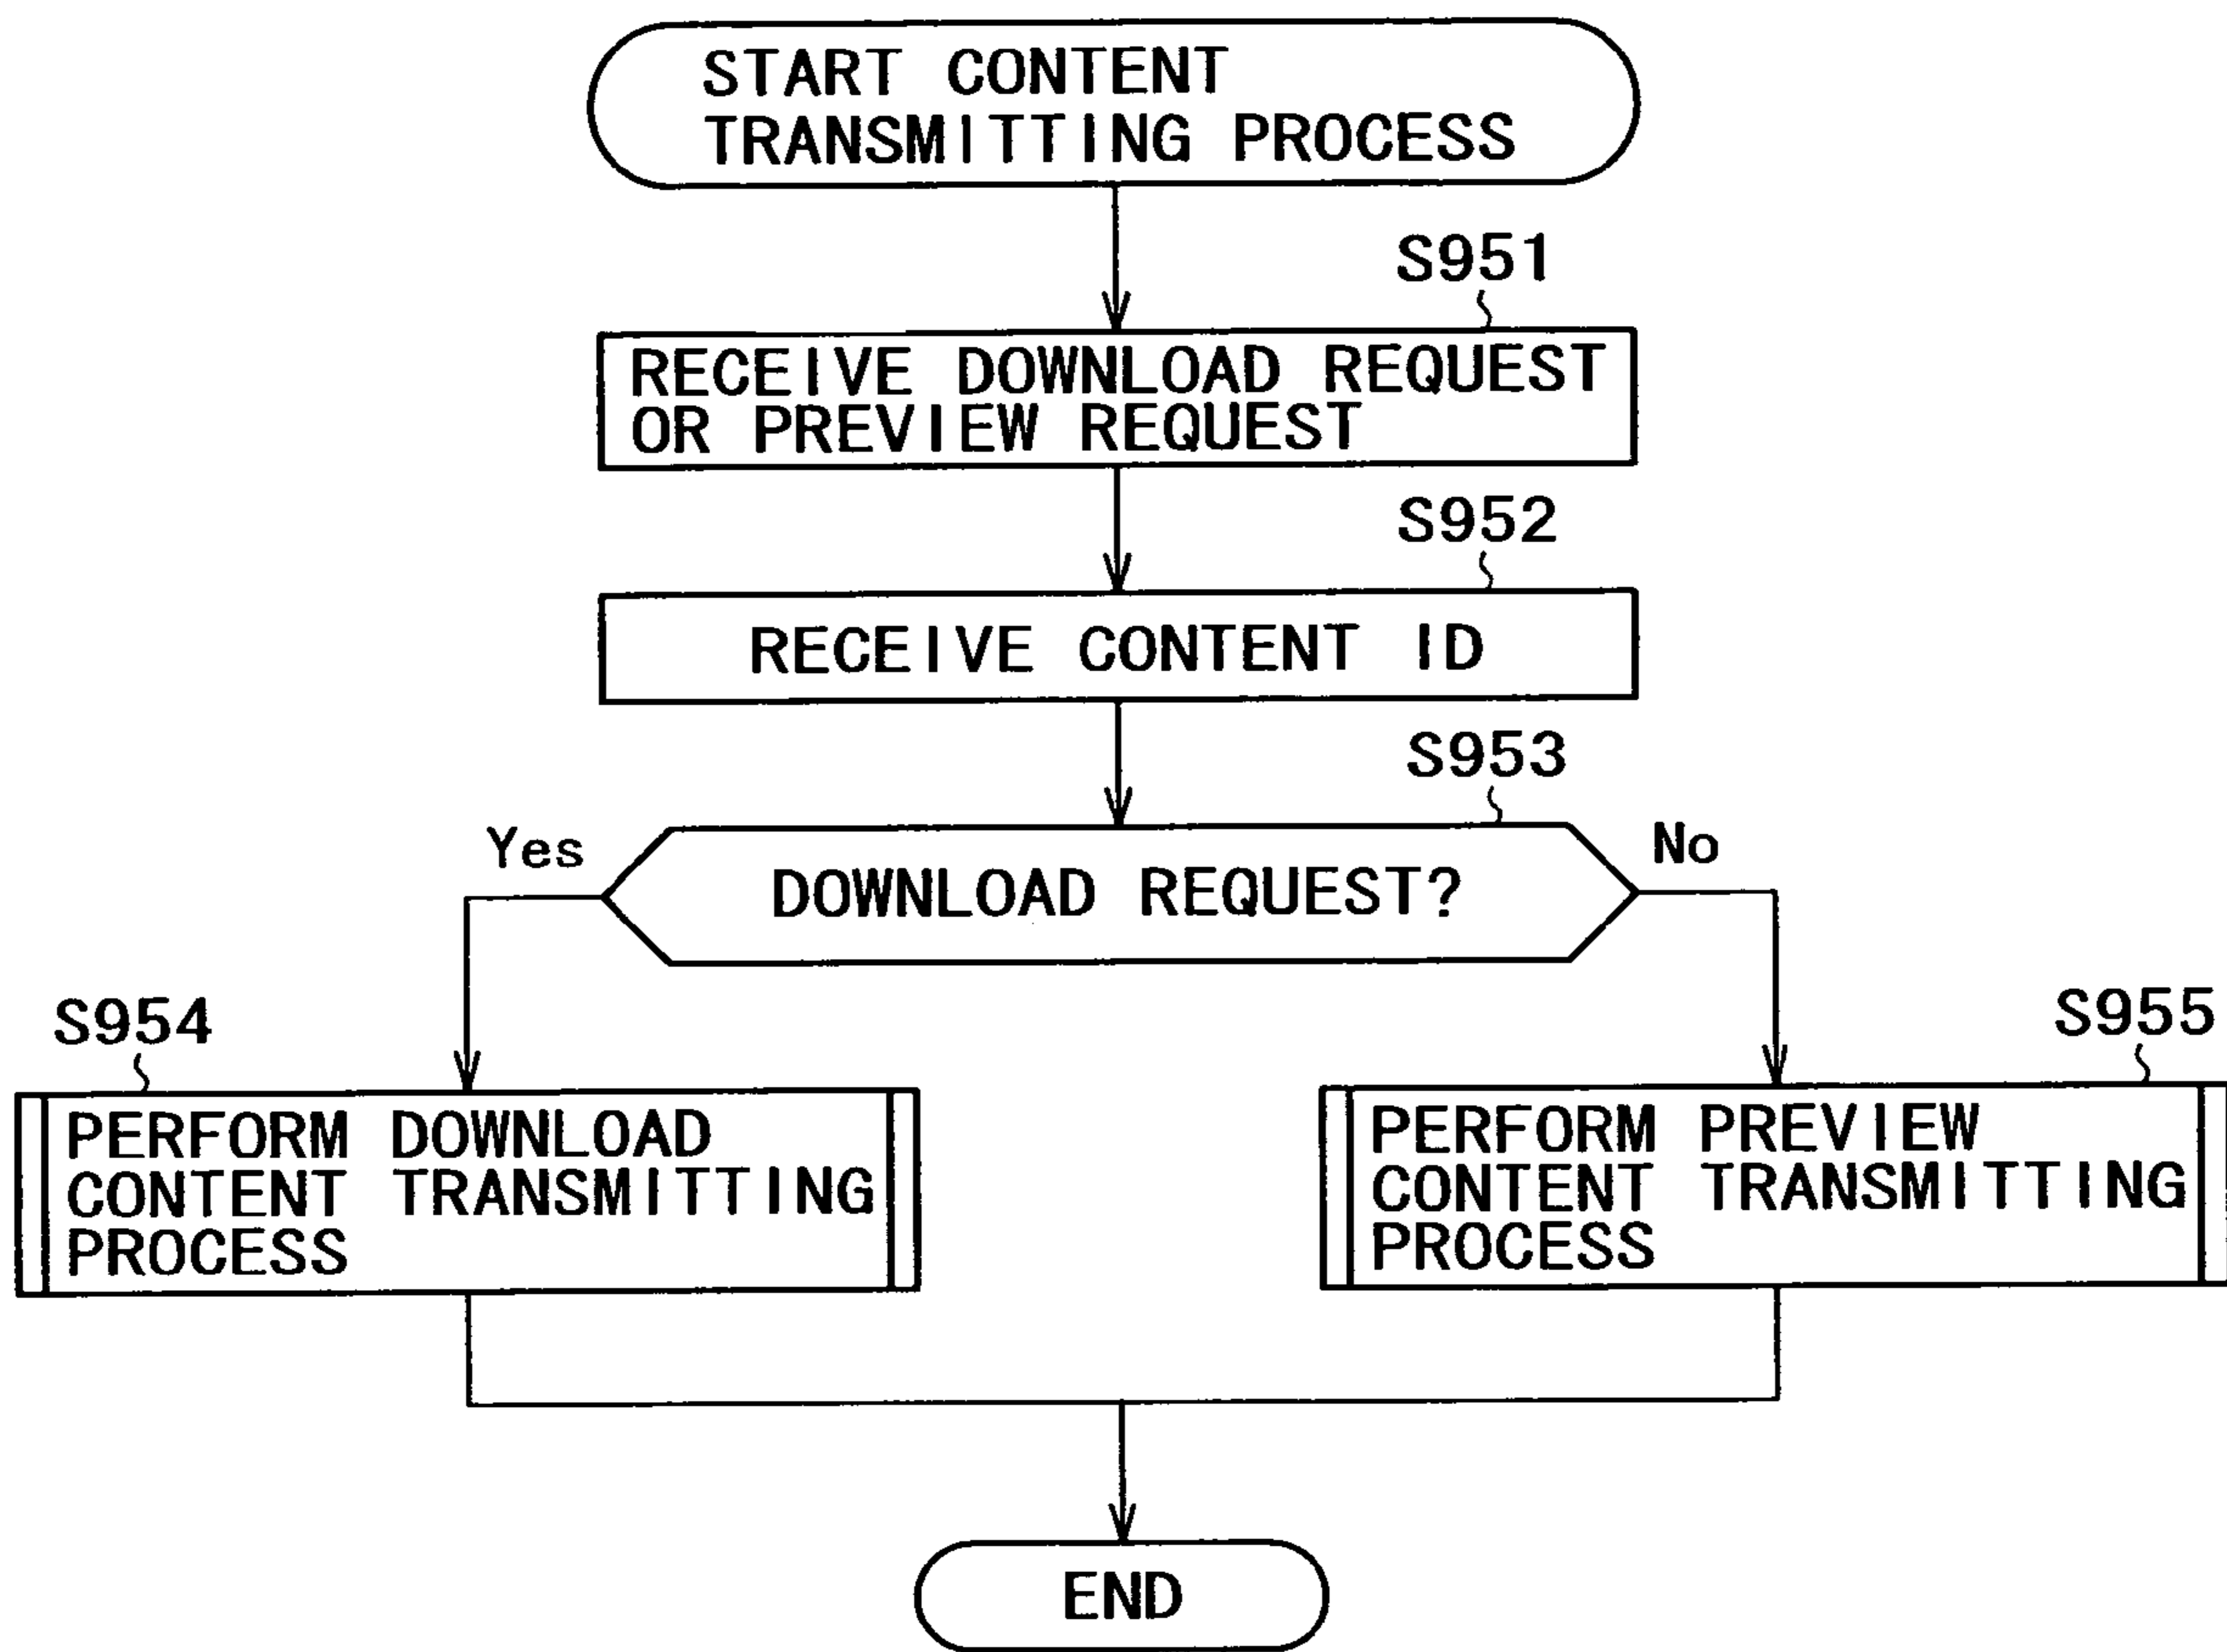 START CONTENT
TRANSMITTING PROCESS
S951
RECEIVE DOWNLOAD REQUEST
OR PREVIEW REQUEST
S952
RECEIVE CONTENT ID
S953
Yes
DOWNLOAD REQUEST?
No
S954
PERFORM DOWNLOAD
CONTENT TRANSMITTING
PROCESS
S955
PERFORM PREVIEW
CONTENT TRANSMITTING
PROCESS
END